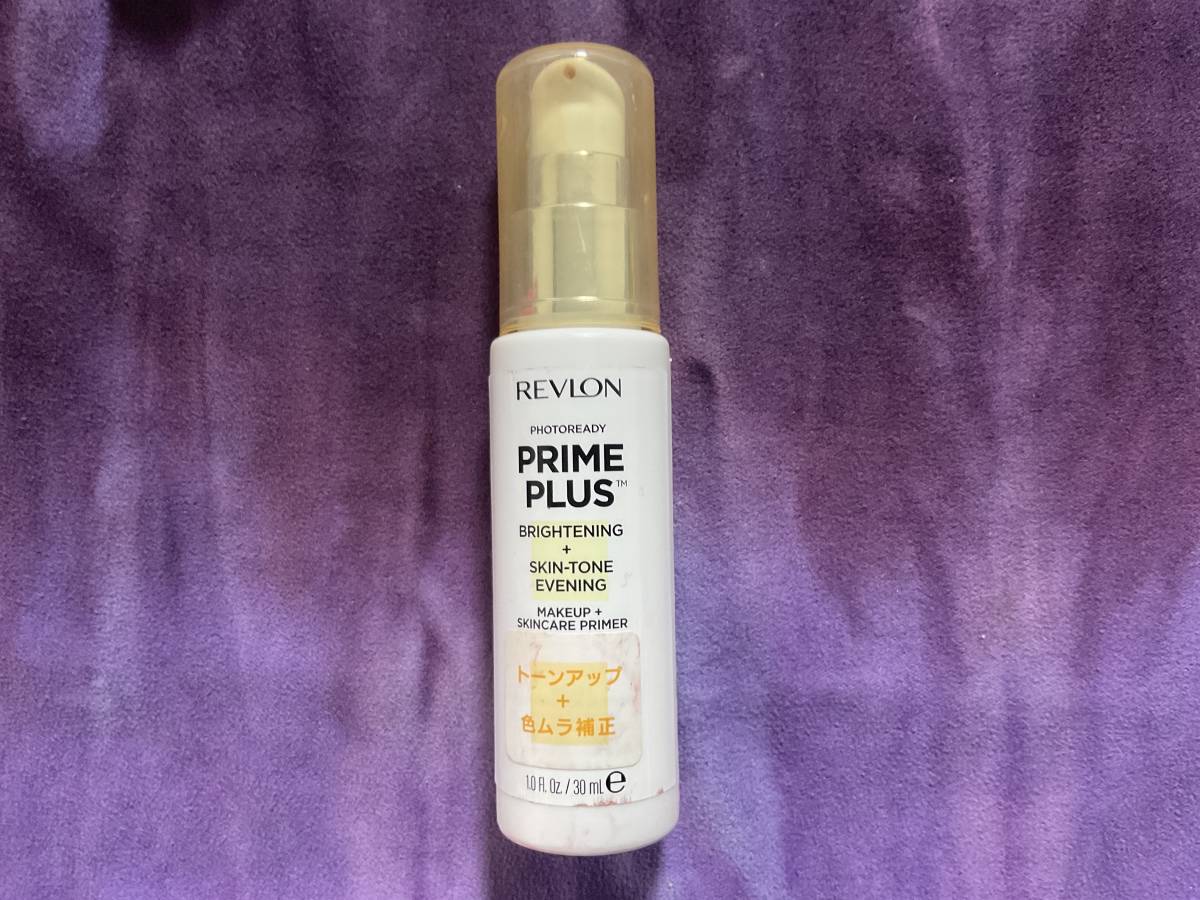 REVLON
PHOTOREADY
PRIME
PLUS™
BRIGHTENING
+
SKIN-TONE
EVENING
MAKEUP +
SKINCARE PRIMER
トーンアップ
+
色ムラ補正
1.0 Fl. Oz. / 30 mL ℮